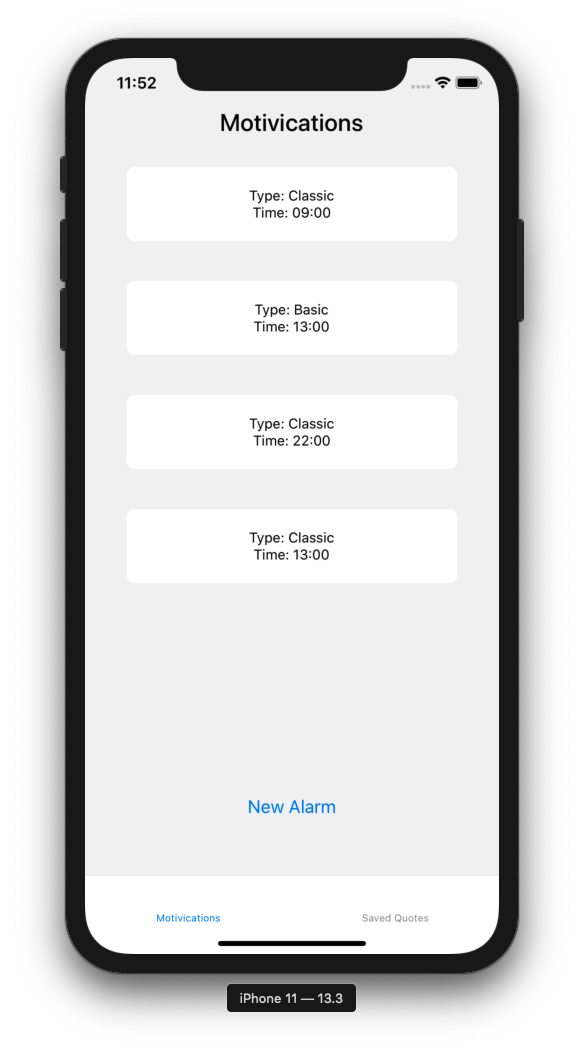 11:52
Motivications
Type: Classic
Time: 09:00
Type: Basic
Time: 13:00
Type: Classic
Time: 22:00
Type: Classic
Time: 13:00
New Alarm
Motivications
Saved Quotes
iPhone 11 — 13.3